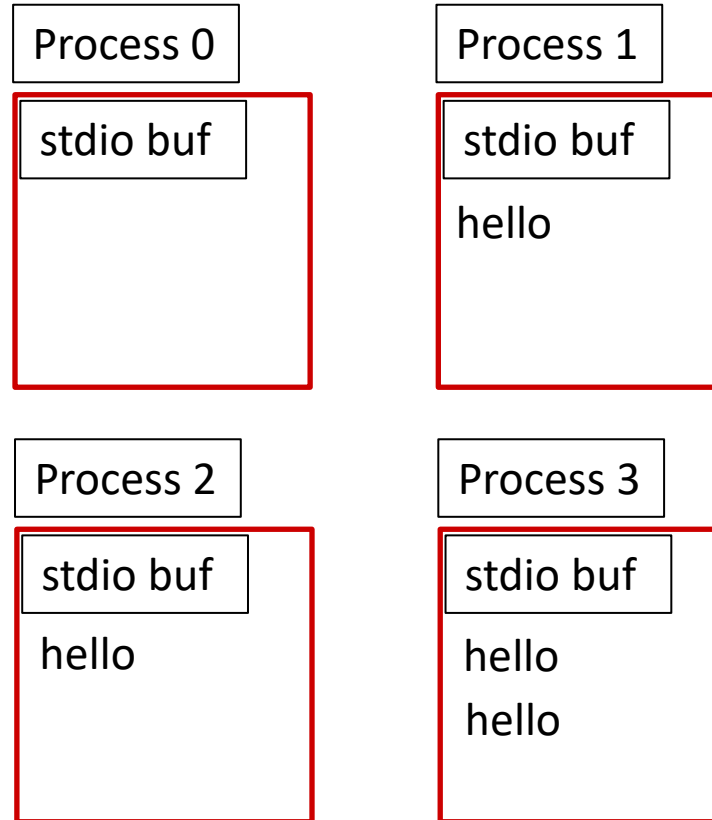 Process 0
Process 1
stdio buf
stdio buf
hello
Process 2
Process 3
stdio buf
stdio buf
hello
hello
hello